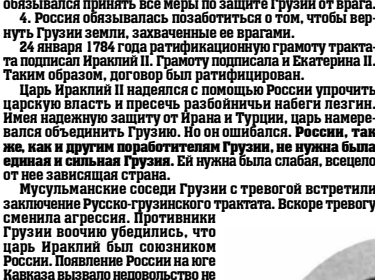 обязывался принять все меры по защите Грузии от врага.
4. Россия обязывалась позаботиться о том, чтобы вер-
нуть Грузии земли, захваченные ее врагами.
24 января 1784 года ратификационную грамоту тракта-
та подписал Ираклий II. Грамоту подписала и Екатерина II.
Таким образом, договор был ратифицирован.
Царь Ираклий II надеялся с помощью России упрочить
царскую власть и пресечь разбойничьи набеги лезгин.
Имея надежную защиту от Ирана и Турции, царь намере-
вался объединить Грузию. Но он ошибался. Россия, так
же, как и другим поработителям Грузии, не нужна была
единая и сильная Грузия. Ей нужна была слабая, всецело
от нее зависящая страна.
Мусульманские соседи Грузии с тревогой встретили
заключение Русско-грузинского трактата. Вскоре тревогу
сменила агрессия. Противники
Грузии воочию убедились, что
царь Ираклий был союзником
России. Появление России на юге
Кавказа вызвало недовольство не